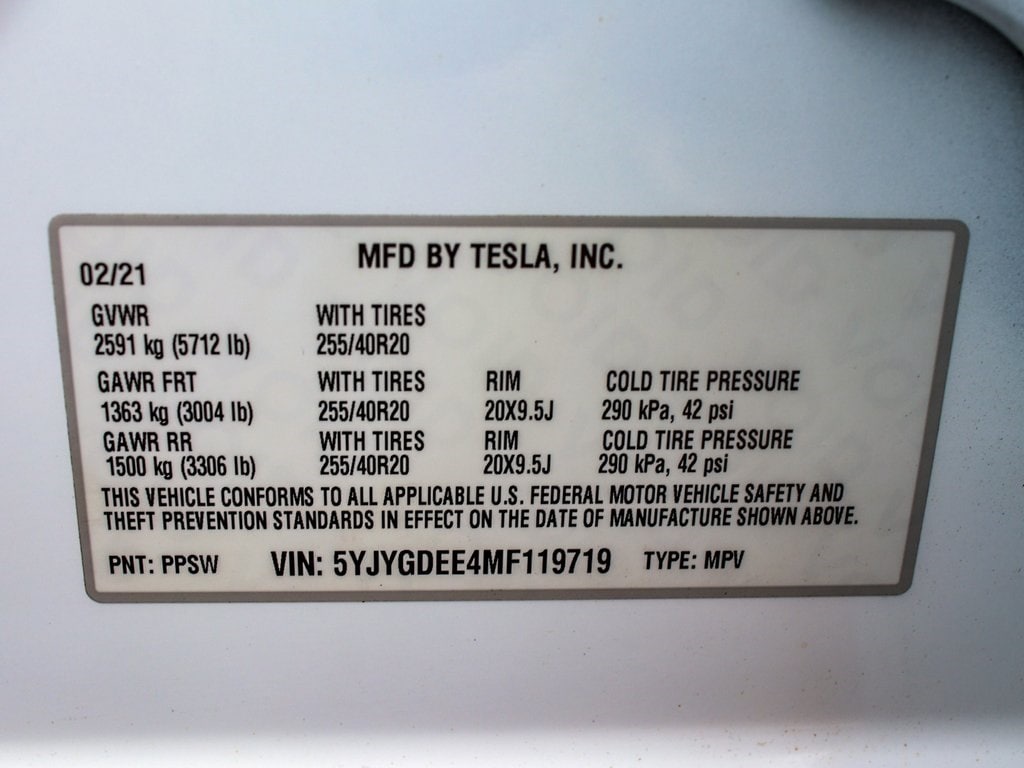 MFD BY TESLA, INC.
02/21
GVWR WITH TIRES
2591 kg (5712 lb) 255/40R20
GAWR FRT WITH TIRES RIM COLD TIRE PRESSURE
1363 kg (3004 lb) 255/40R20 20X9.5J 290 kPa, 42 psi
GAWR RR WITH TIRES RIM COLD TIRE PRESSURE
1500 kg (3306 lb) 255/40R20 20X9.5J 290 kPa, 42 psi
THIS VEHICLE CONFORMS TO ALL APPLICABLE U.S. FEDERAL MOTOR VEHICLE SAFETY AND
THEFT PREVENTION STANDARDS IN EFFECT ON THE DATE OF MANUFACTURE SHOWN ABOVE.
PNT: PPSW VIN: 5YJYGDEE4MF119719 TYPE: MPV